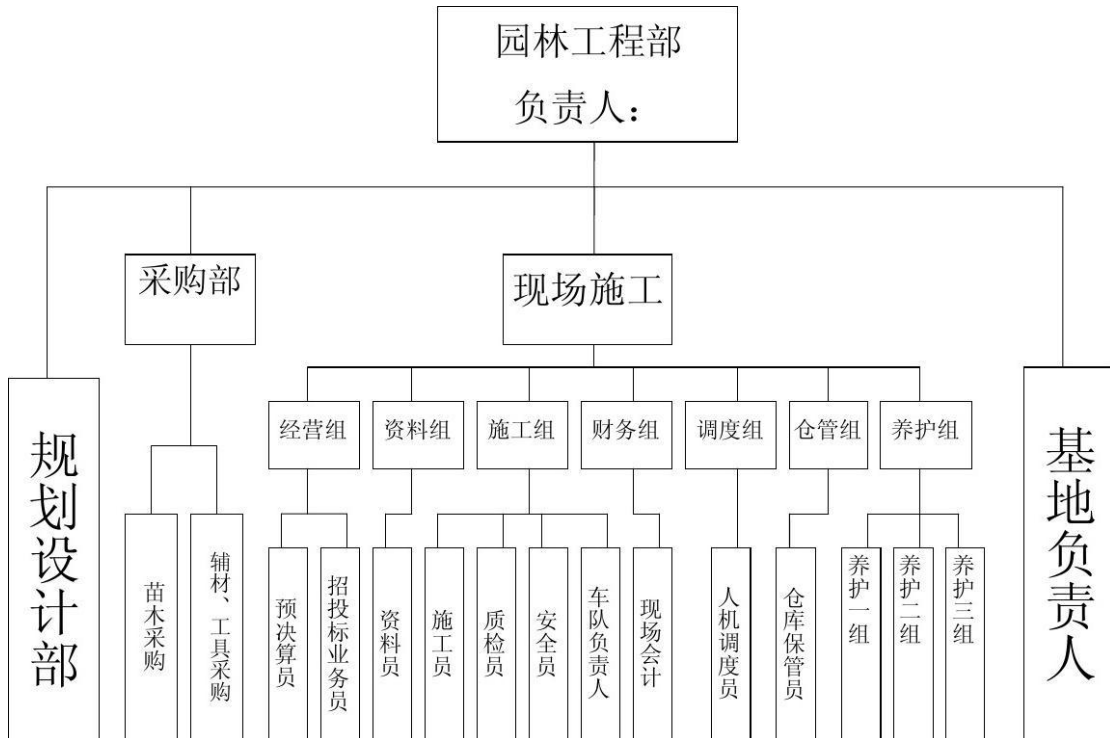 园林工程部
负责人：
采购部
现场施工
规划设计部
基地负责人
经营组
资料组
施工组
财务组
调度组
仓管组
养护组
苗木采购
辅材、工具采购
预决算员
招投标业务员
资料员
施工员
质检员
安全员
车队负责人
现场会计
人机调度员
仓库保管员
养护一组
养护二组
养护三组